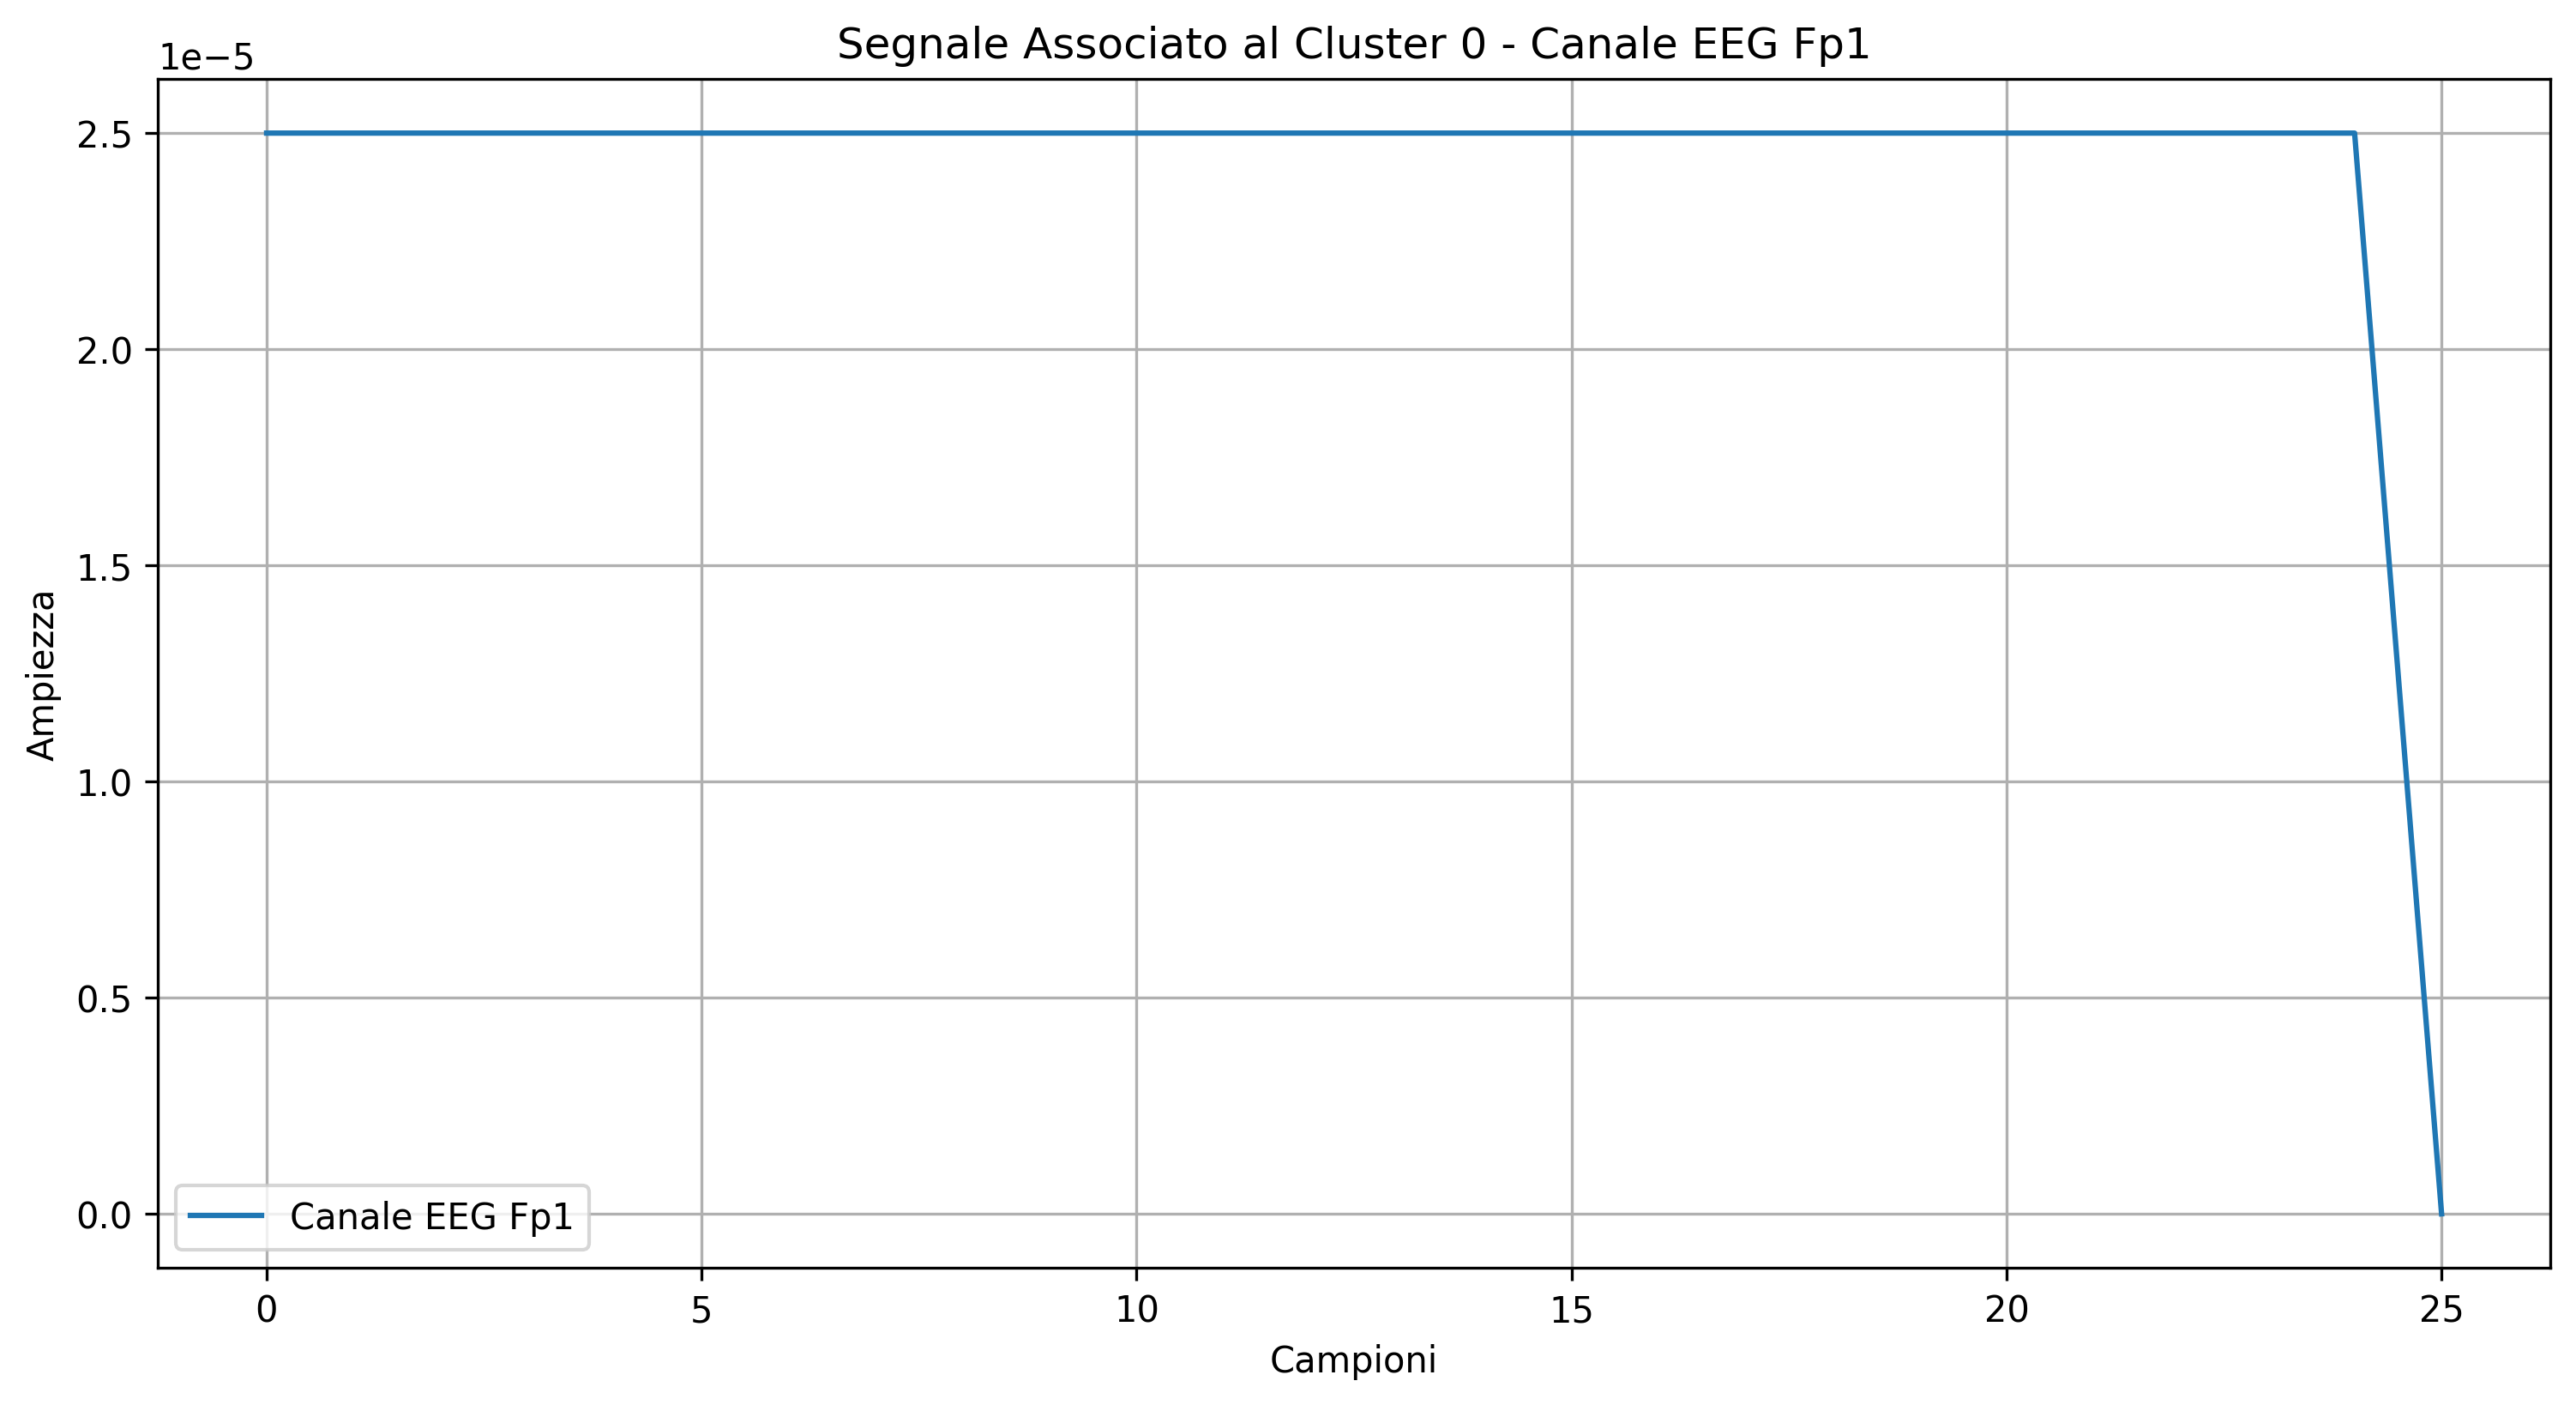 Segnale Associato al Cluster 0 - Canale EEG Fp1
1e−5
2.5
2.0
1.5
1.0
0.5
0.0
Ampiezza
Canale EEG Fp1
0 5 10 15 20 25
Campioni